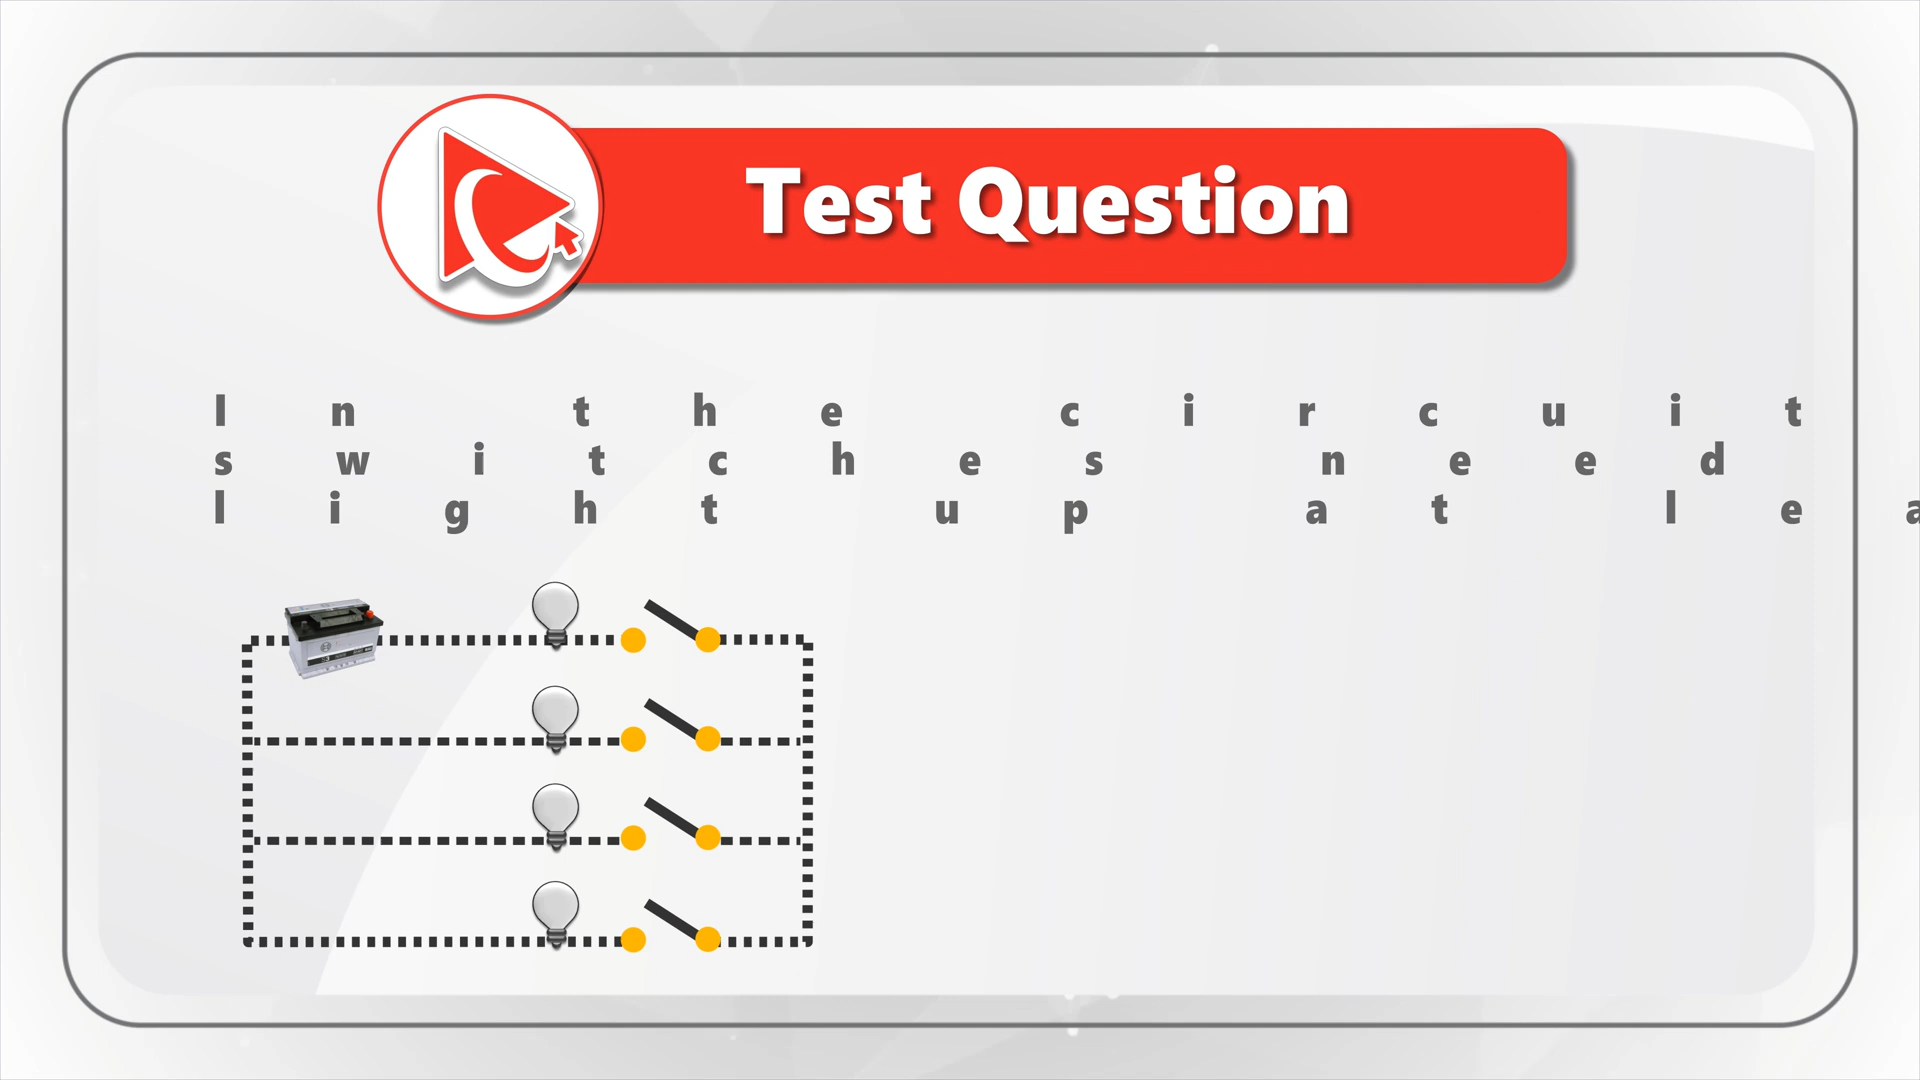 Test Question
In the circuit
switches need
light up at lea